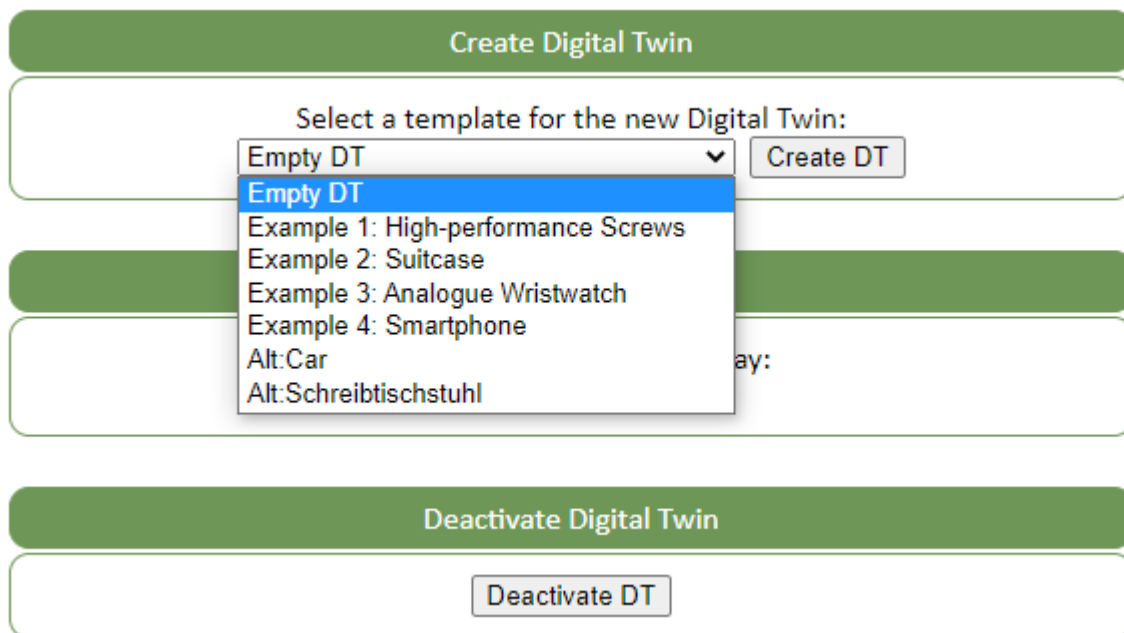 Create Digital Twin
Select a template for the new Digital Twin:
Empty DT
Create DT
Empty DT
Example 1: High-performance Screws
Example 2: Suitcase
Example 3: Analogue Wristwatch
Example 4: Smartphone
Alt:Car
ay:
Alt:Schreibtischstuhl
Deactivate Digital Twin
Deactivate DT